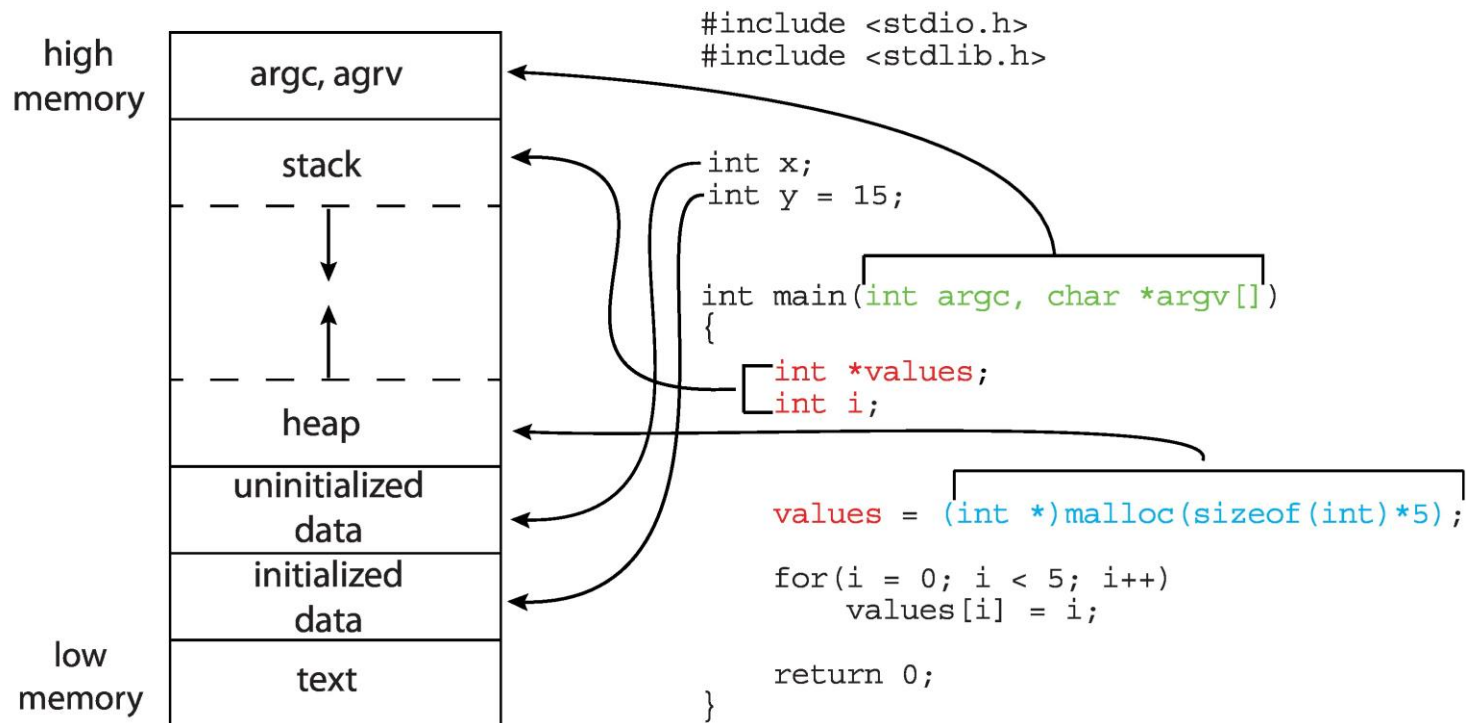 high
memory
argc, agrv
stack
heap
uninitialized
data
initialized
data
text
low
memory
#include <stdio.h>
#include <stdlib.h>
int x;
int y = 15;
int main(int argc, char *argv[])
{
int *values;
int i;
values = (int *)malloc(sizeof(int)*5);
for(i = 0; i < 5; i++)
values[i] = i;
return 0;
}